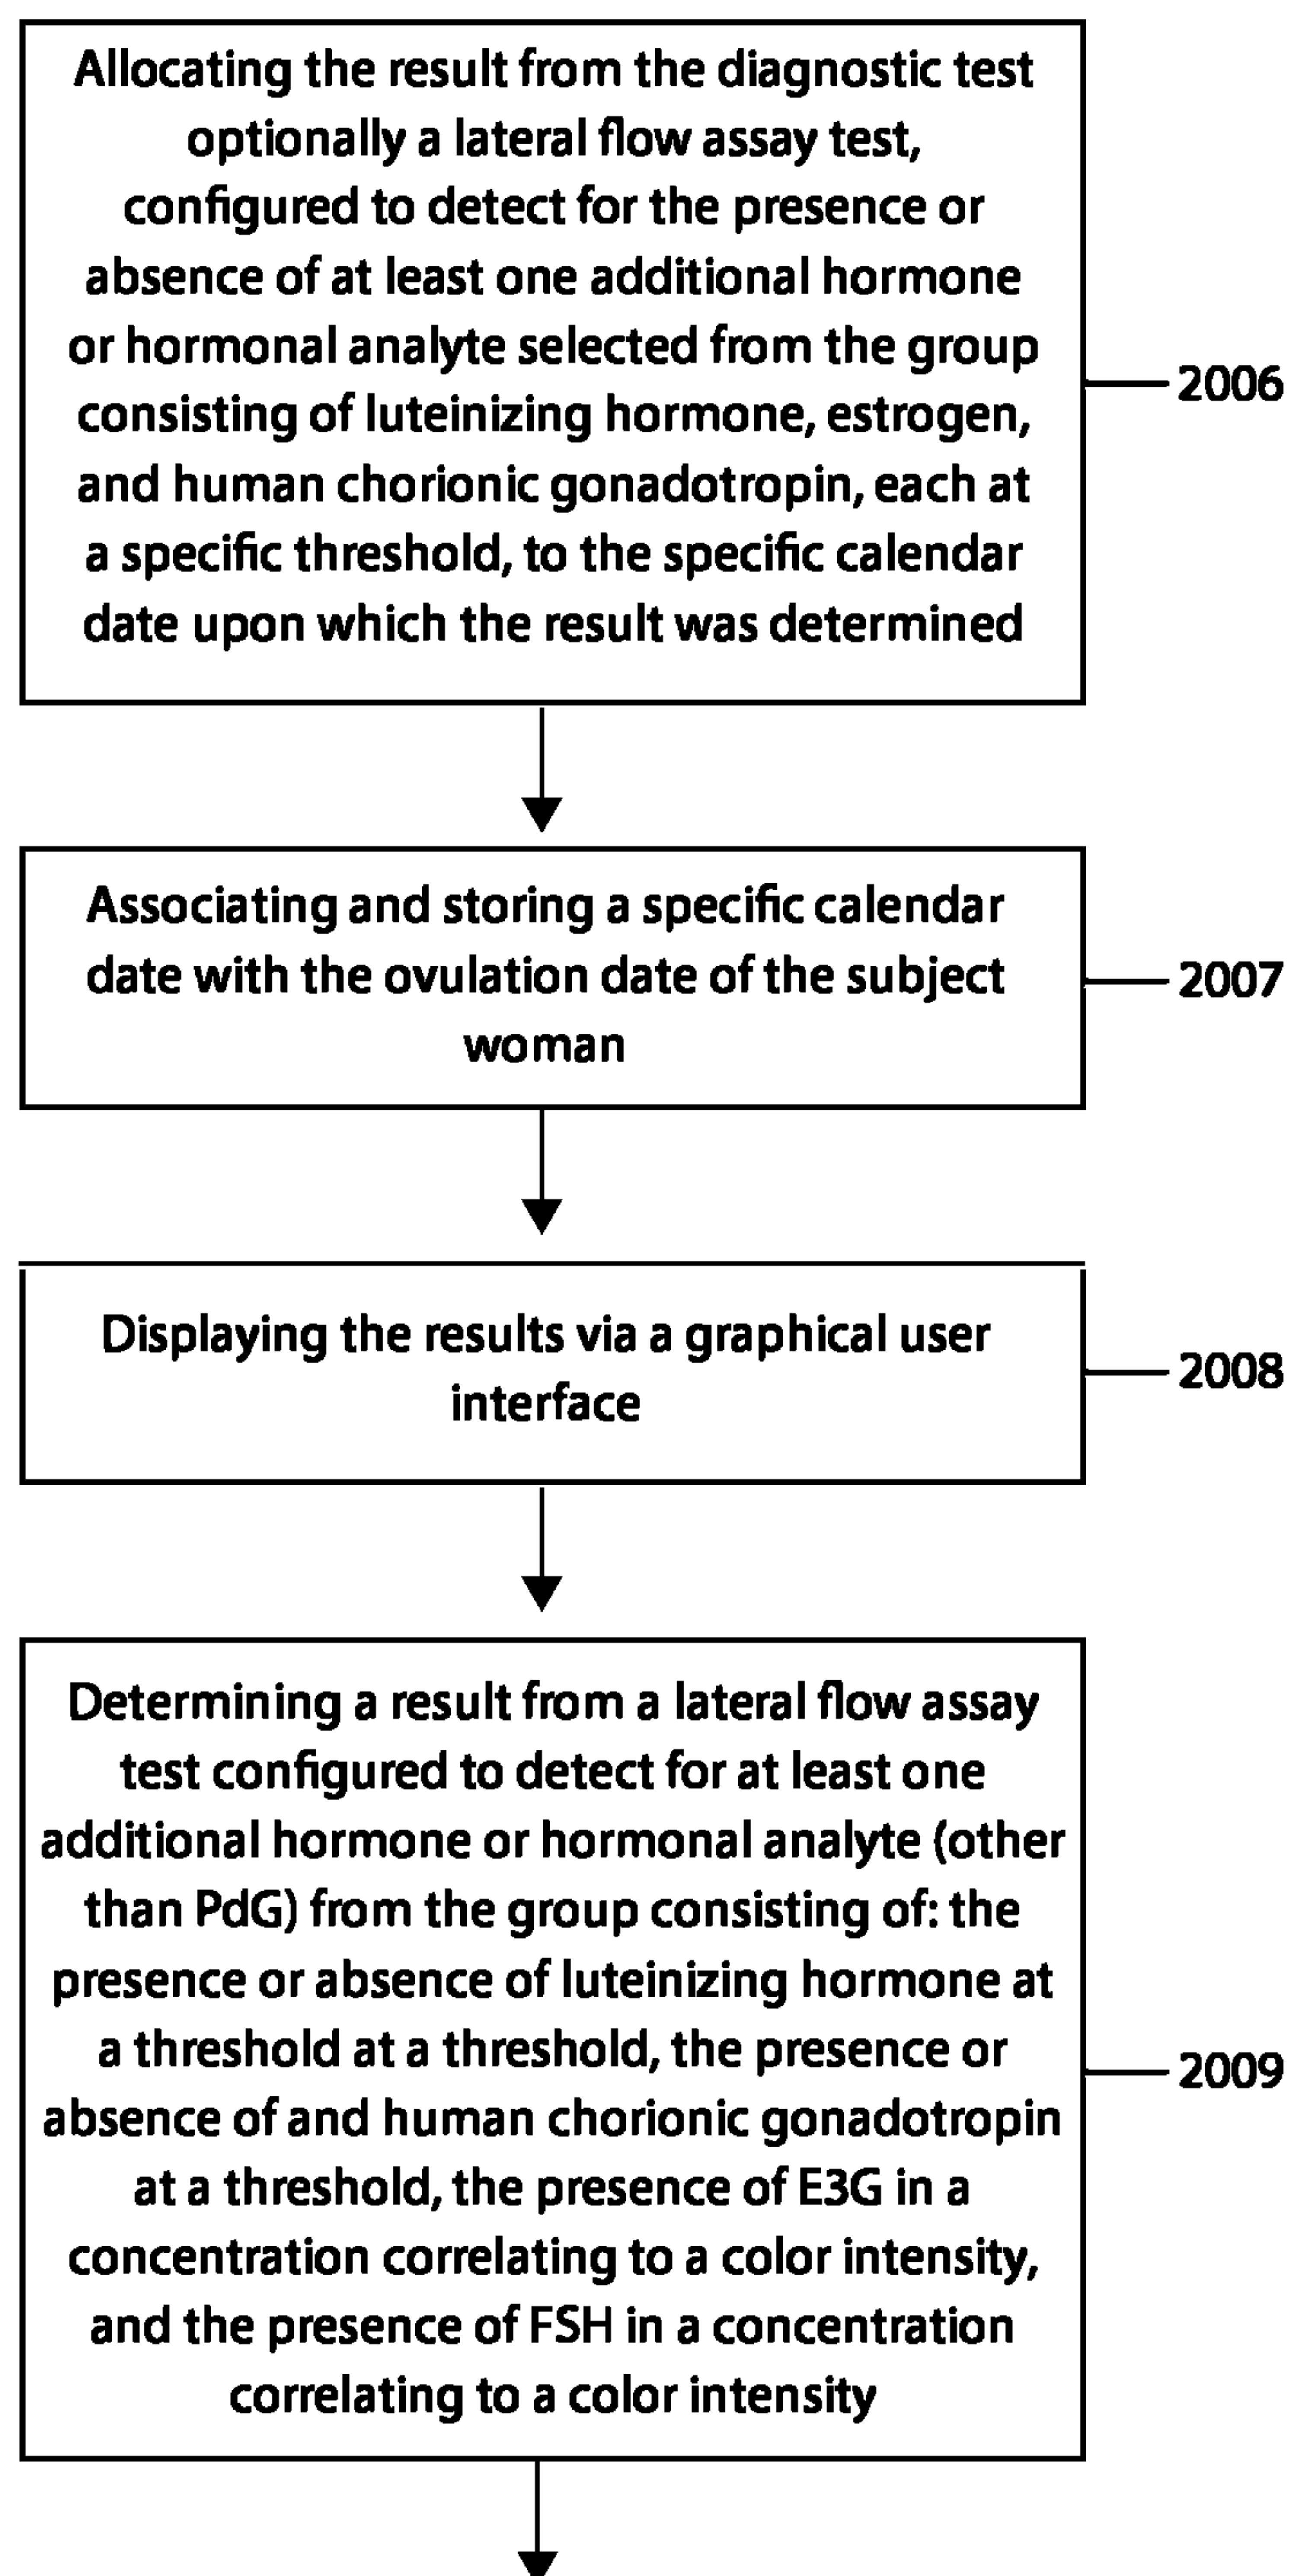 Allocating the result from the diagnostic test
optionally a lateral flow assay test,
configured to detect for the presence or
absence of at least one additional hormone
or hormonal analyte selected from the group
consisting of luteinizing hormone, estrogen,
and human chorionic gonadotropin, each at
a specific threshold, to the specific calendar
date upon which the result was determined
2006
Associating and storing a specific calendar
date with the ovulation date of the subject
woman
2007
Displaying the results via a graphical user
interface
2008
Determining a result from a lateral flow assay
test configured to detect for at least one
additional hormone or hormonal analyte (other
than PdG) from the group consisting of: the
presence or absence of luteinizing hormone at
a threshold at a threshold, the presence or
absence of and human chorionic gonadotropin
at a threshold, the presence of E3G in a
concentration correlating to a color intensity,
and the presence of FSH in a concentration
correlating to a color intensity
2009